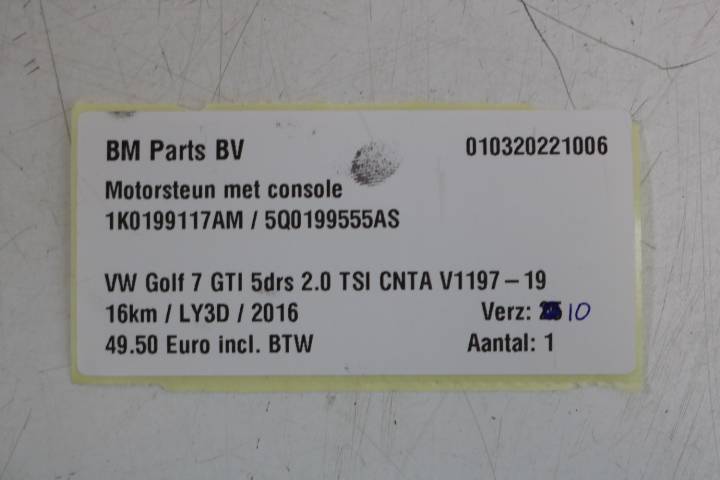 BM Parts BV 010320221006
Motorsteun met console
1K0199117AM / 5Q0199555AS
VW Golf 7 GTI 5drs 2.0 TSI CNTA V1197 – 19
16km / LY3D / 2016 Verz: 10
49.50 Euro incl. BTW Aantal: 1